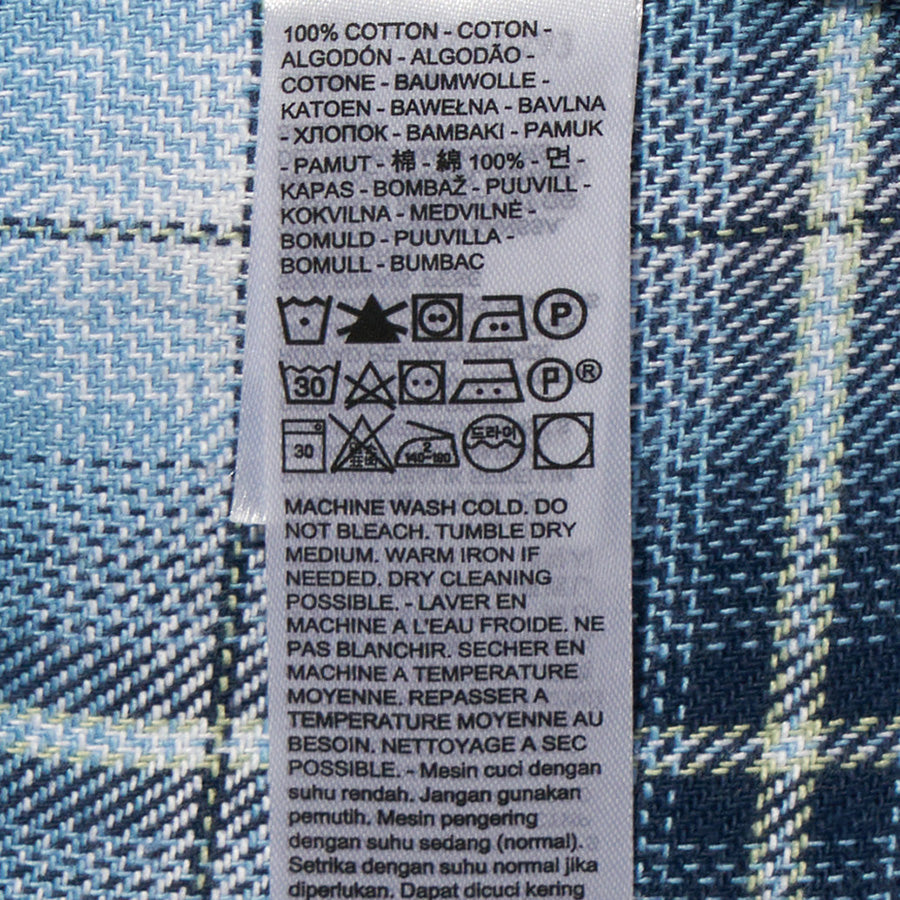 100% COTTON - COTON -
ALGODÓN - ALGODÃO -
COTONE - BAUMWOLLE -
KATOEN - BAWEŁNA - BAVLNA
- ХЛОПОК - BAMBAKI - PAMUK
- PAMUT - 棉 - 綿 100% - 면 -
KAPAS - BOMBAŽ - PUUVILL -
KOKVILNA - MEDVILNĖ -
BOMULD - PUUVILLA -
BOMULL - BUMBAC
P
30 P ®
30 2 140-180 드라이
MACHINE WASH COLD. DO
NOT BLEACH. TUMBLE DRY
MEDIUM. WARM IRON IF
NEEDED. DRY CLEANING
POSSIBLE. - LAVER EN
MACHINE A L'EAU FROIDE. NE
PAS BLANCHIR. SECHER EN
MACHINE A TEMPERATURE
MOYENNE. REPASSER A
TEMPERATURE MOYENNE AU
BESOIN. NETTOYAGE A SEC
POSSIBLE. - Mesin cuci dengan
suhu rendah. Jangan gunakan
pemutih. Mesin pengering
dengan suhu sedang (normal).
Setrika dengan suhu normal jika
diperlukan. Dapat dicuci kering